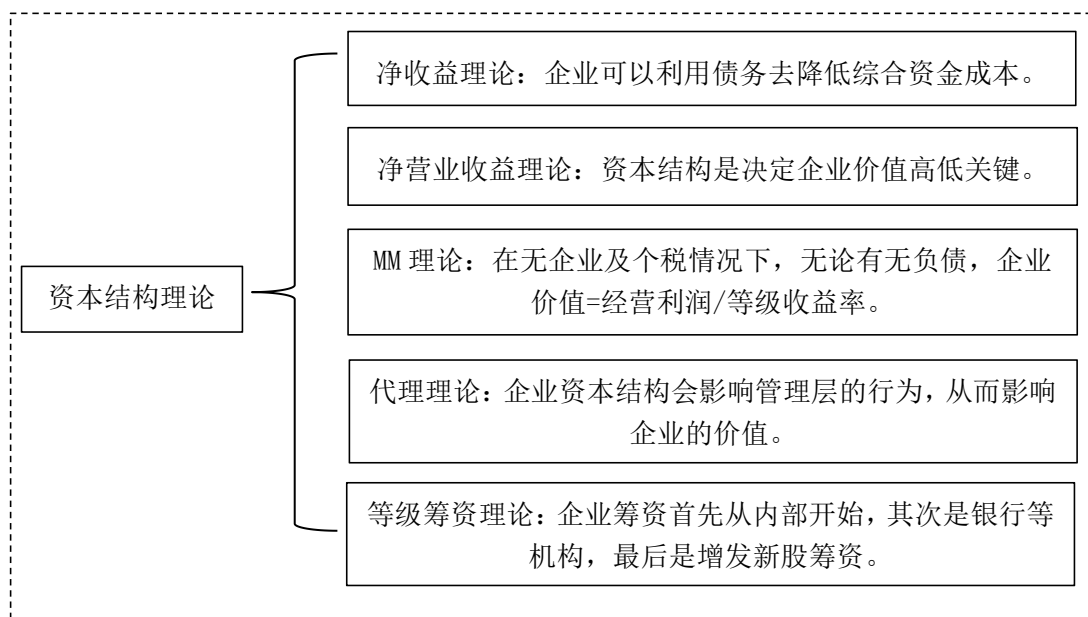 净收益理论：企业可以利用债务去降低综合资金成本。
净营业收益理论：资本结构是决定企业价值高低关键。
MM 理论：在无企业及个税情况下，无论有无负债，企业
价值=经营利润/等级收益率。
资本结构理论
代理理论：企业资本结构会影响管理层的行为，从而影响
企业的价值。
等级筹资理论：企业筹资首先从内部开始，其次是银行等
机构，最后是增发新股筹资。